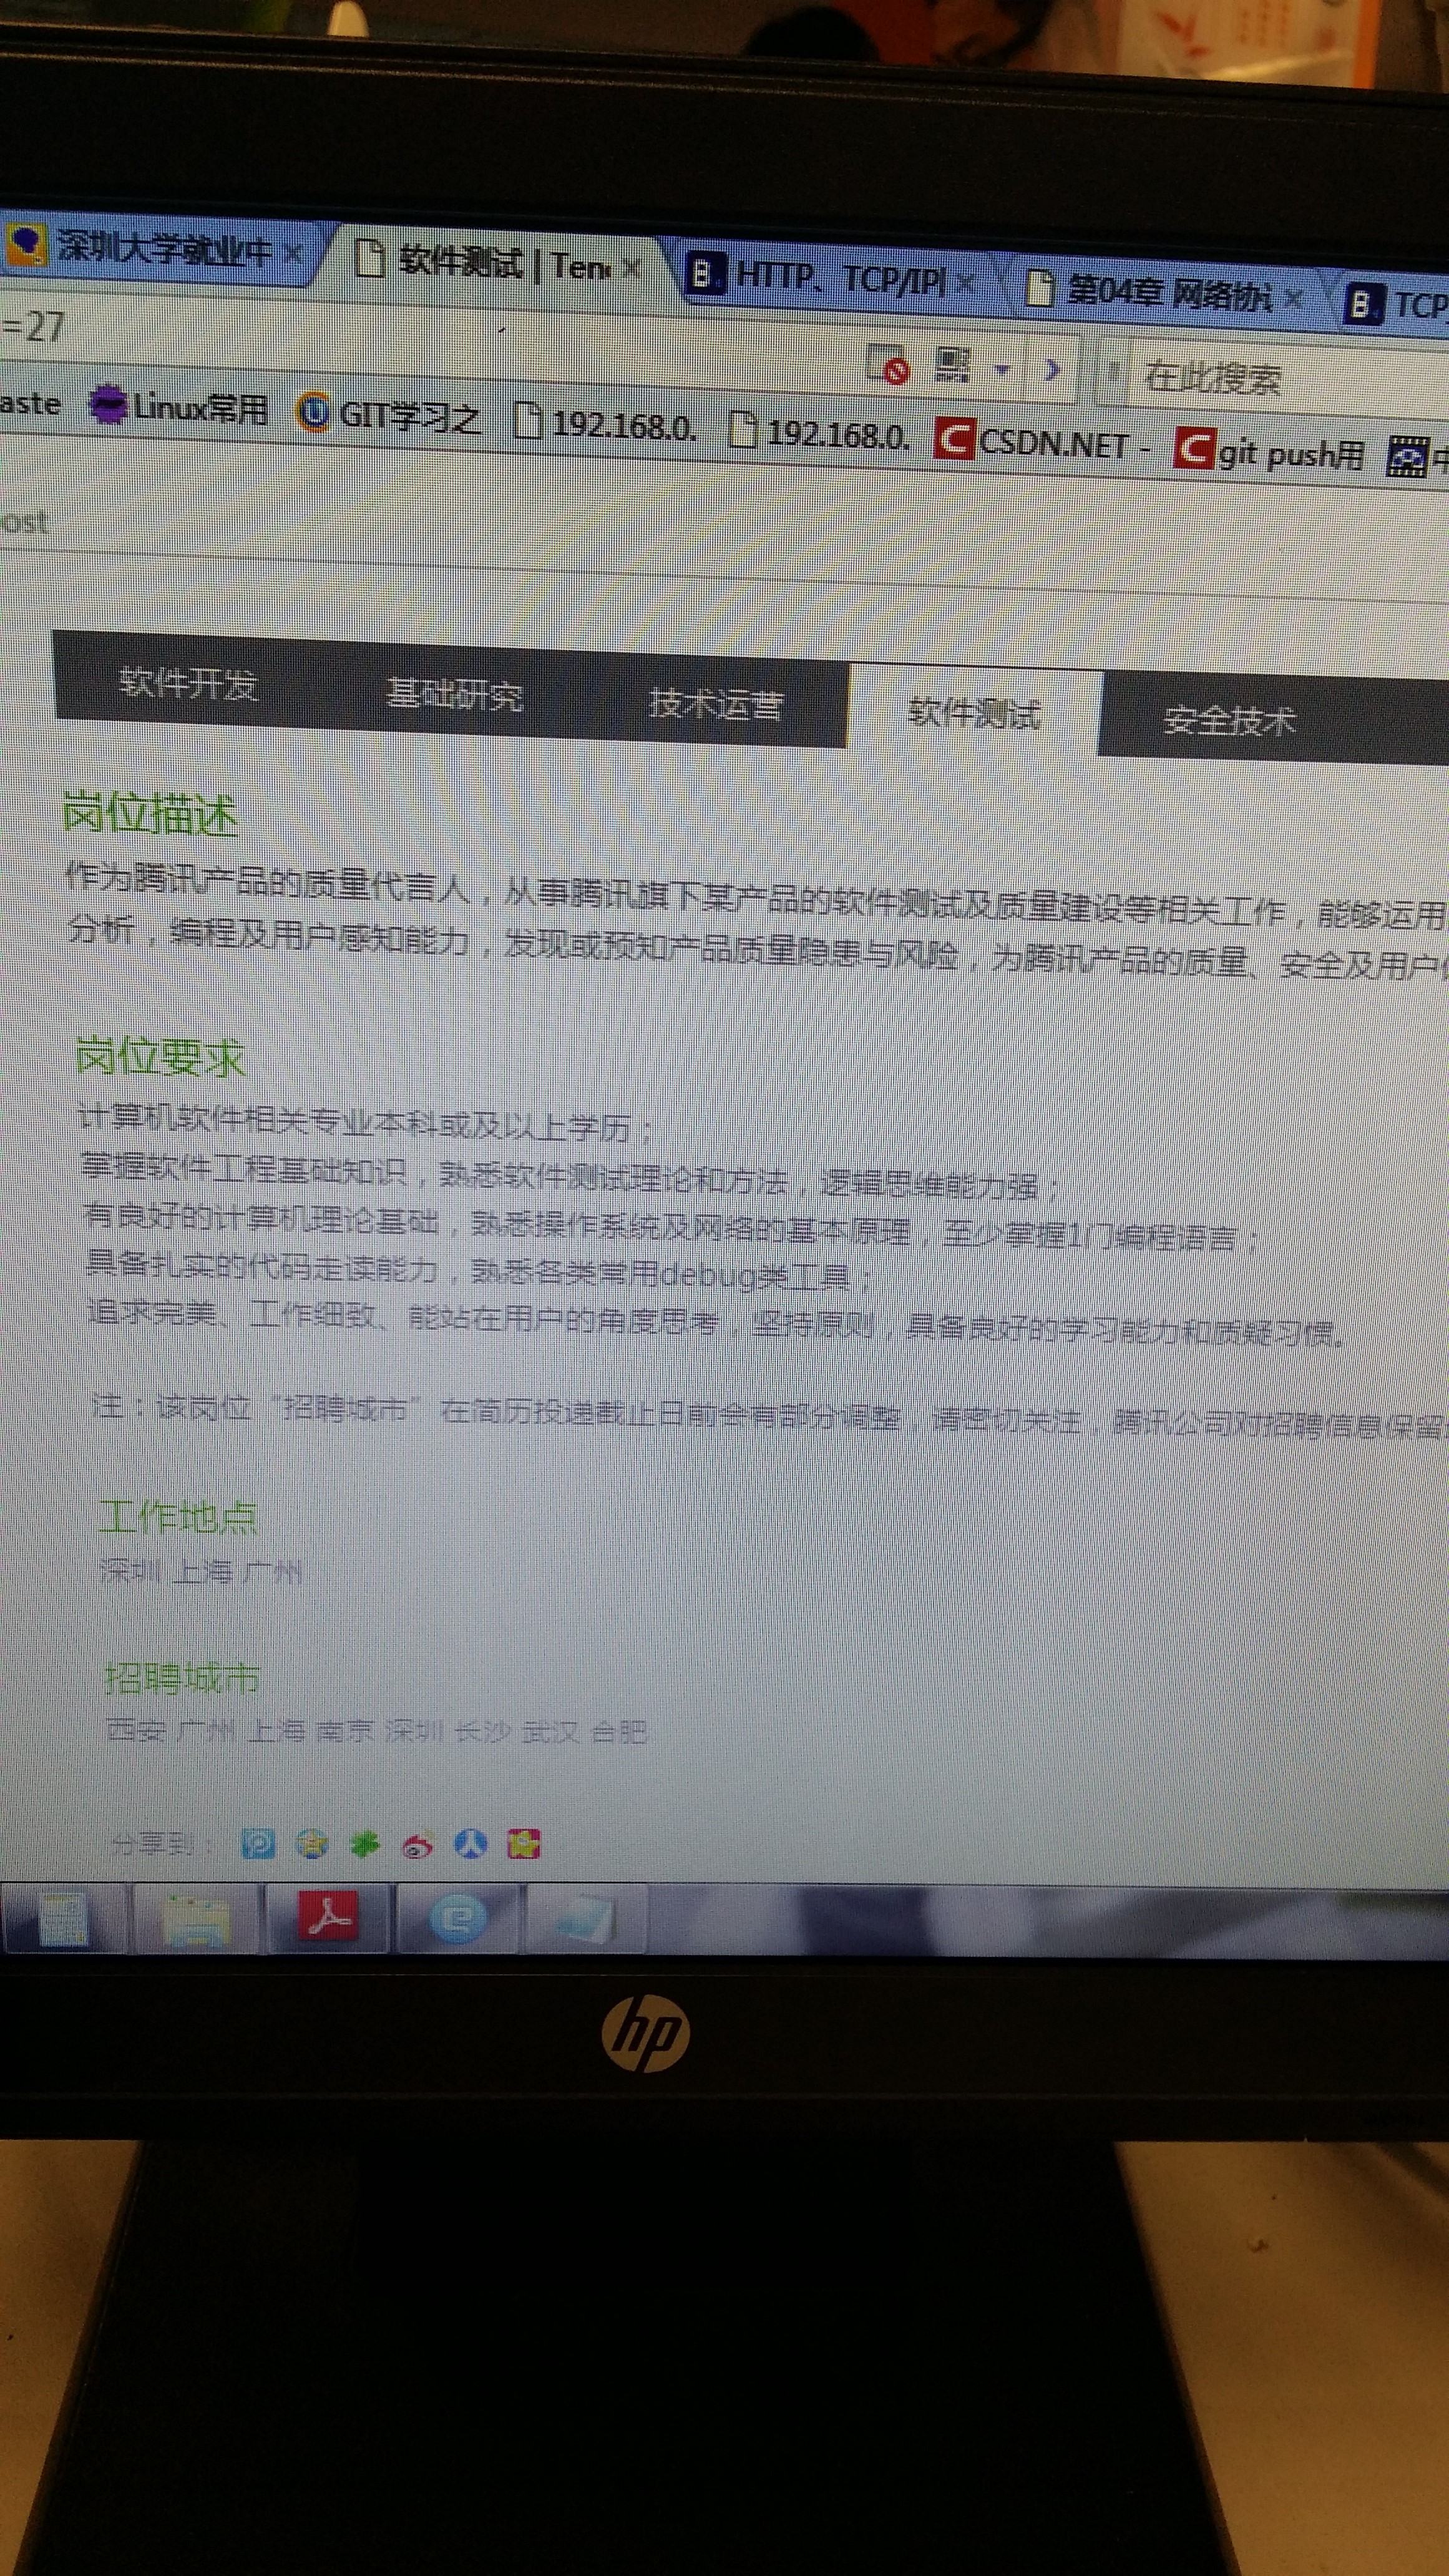 深圳大学就业中
软件测试 | Ten
HTTP、TCP/IP
第04章 网络协
TCP
=27
在此搜索
aste
Linux常用
GIT学习之
192.168.0.
192.168.0.
CSDN.NET -
git push用
中
ost
软件开发
基础研究
技术运营
软件测试
安全技术
岗位描述
作为腾讯产品的质量代言人，从事腾讯旗下某产品的软件测试及质量建设等相关工作，能够运用
分析，编程及用户感知能力，发现或预知产品质量隐患与风险，为腾讯产品的质量、安全及用户
岗位要求
计算机软件相关专业本科或及以上学历；
掌握软件工程基础知识，熟悉软件测试理论和方法，逻辑思维能力强；
有良好的计算机理论基础，熟悉操作系统及网络的基本原理，至少掌握1门编程语言；
具备扎实的代码走读能力，熟悉各类常用debug类工具；
追求完美、工作细致、能站在用户的角度思考，坚持原则，具备良好的学习能力和质疑习惯。
注：该岗位“招聘城市”在简历投递截止日前会有部分调整，请密切关注，腾讯公司对招聘信息保留
工作地点
深圳 上海 广州
招聘城市
西安 广州 上海 南京 深圳 长沙 武汉 合肥
分享到：
hp